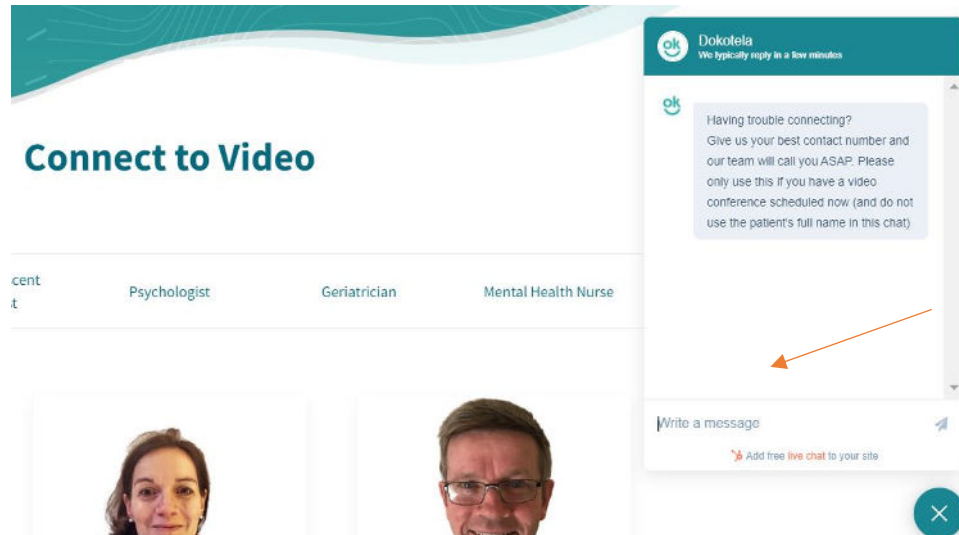 ok
Dokotela
We typically reply in a few minutes
ok
Having trouble connecting?
Give us your best contact number and
our team will call you ASAP. Please
only use this if you have a video
conference scheduled now (and do not
use the patient's full name in this chat)
Connect to Video
cent
t
Psychologist
Geriatrician
Mental Health Nurse
Write a message
Add free live chat to your site